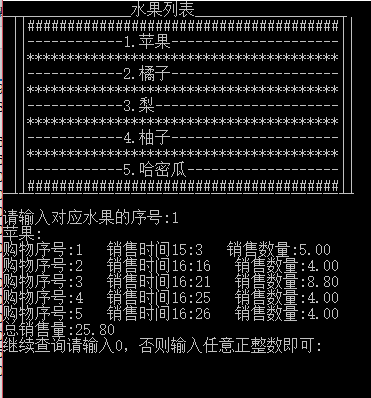 水果列表
######################################
------------1.苹果--------------------
**************************************
------------2.橘子--------------------
**************************************
------------3.梨----------------------
**************************************
------------4.柚子--------------------
**************************************
------------5.哈密瓜------------------
######################################
请输入对应水果的序号:1
苹果:
购物序号:1 销售时间15:3 销售数量:5.00
购物序号:2 销售时间16:16 销售数量:4.00
购物序号:3 销售时间16:21 销售数量:8.80
购物序号:4 销售时间16:25 销售数量:4.00
购物序号:5 销售时间16:26 销售数量:4.00
总销售量:25.80
继续查询请输入0，否则输入任意正整数即可: